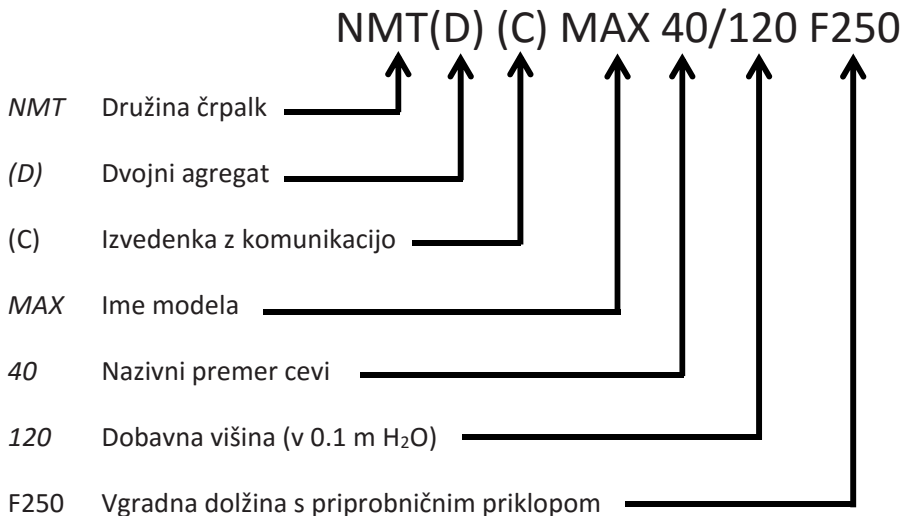 NMT(D) (C) MAX 40/120 F250
NMT Družina črpalk
(D) Dvojni agregat
(C) Izvedenka z komunikacijo
MAX Ime modela
40 Nazivni premer cevi
120 Dobavna višina (v 0.1 m H₂O)
F250 Vgradna dolžina s priprobničnim priklopom